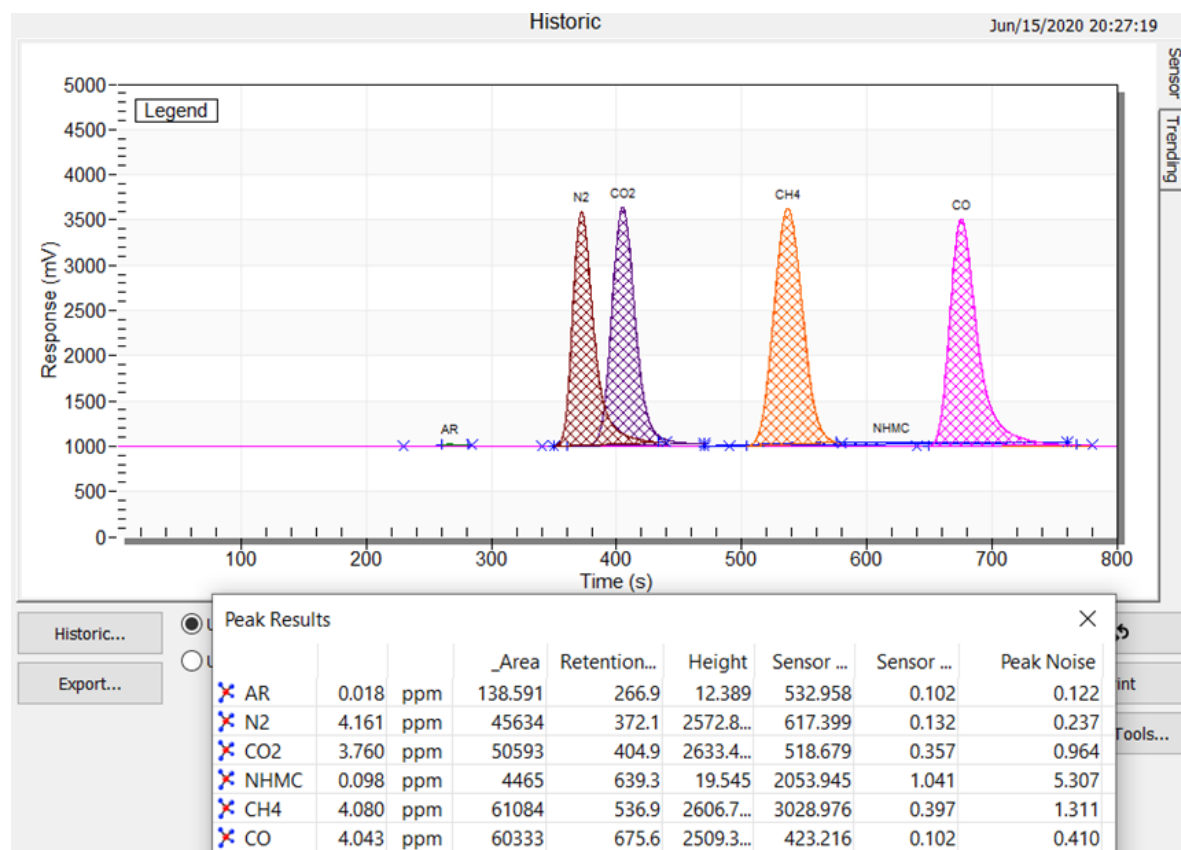 Historic
Jun/15/2020 20:27:19
Sensor
Trending
Legend
5000
4500
4000
3500
3000
2500
2000
1500
1000
500
0
Response (mV)
AR
N2
CO2
CH4
NHMC
CO
100 200 300 400 500 600 700 800
Time (s)
Historic...
Export...
Tools...
Peak Results
_Area Retention... Height Sensor ... Sensor ... Peak Noise
AR 0.018 ppm 138.591 266.9 12.389 532.958 0.102 0.122
N2 4.161 ppm 45634 372.1 2572.8... 617.399 0.132 0.237
CO2 3.760 ppm 50593 404.9 2633.4... 518.679 0.357 0.964
NHMC 0.098 ppm 4465 639.3 19.545 2053.945 1.041 5.307
CH4 4.080 ppm 61084 536.9 2606.7... 3028.976 0.397 1.311
CO 4.043 ppm 60333 675.6 2509.3... 423.216 0.102 0.410